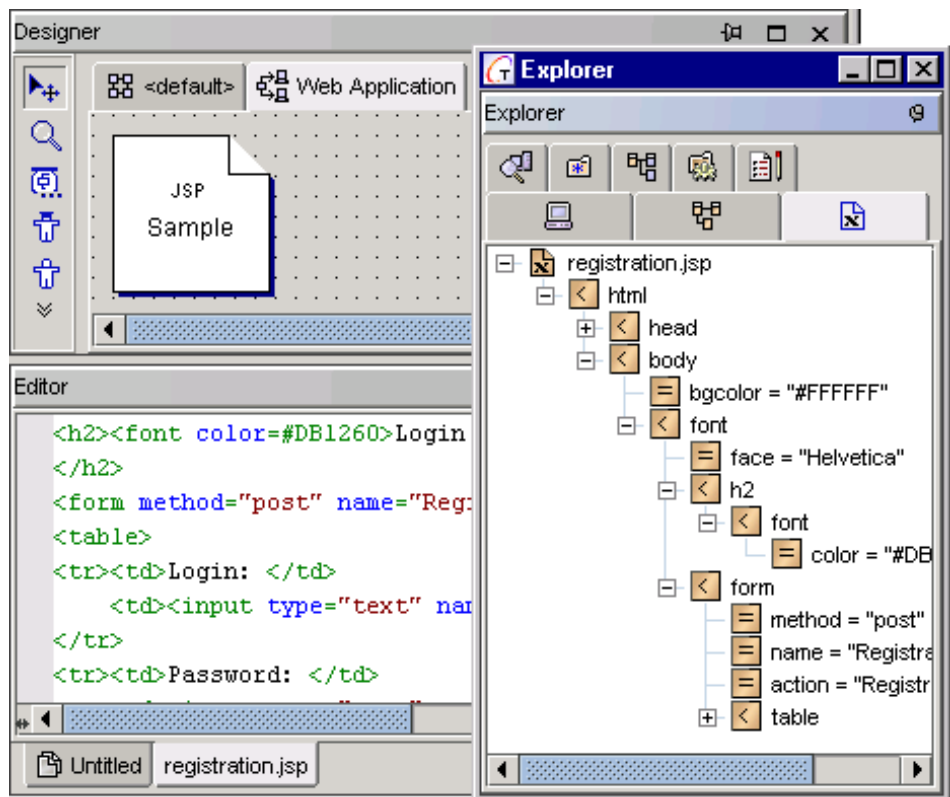 Designer
<default> Web Application
JSP
Sample
Editor
<h2><font color=#DB1260>Login
</h2>
<form method="post" name="Reg
<table>
<tr><td>Login: </td>
<td><input type="text" nam
</tr>
<tr><td>Password: </td>
Untitled registration.jsp
Explorer
Explorer
registration.jsp
html
head
body
bgcolor = "#FFFFFF"
font
face = "Helvetica"
h2
font
color = "#DB
form
method = "post"
name = "Registra
action = "Registr
table